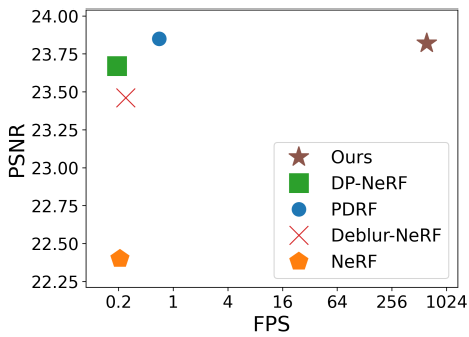 24.00
23.75
23.50
23.25
23.00
22.75
22.50
22.25
PSNR
Ours
DP-NeRF
PDRF
Deblur-NeRF
NeRF
0.2 1 4 16 64 256 1024
FPS